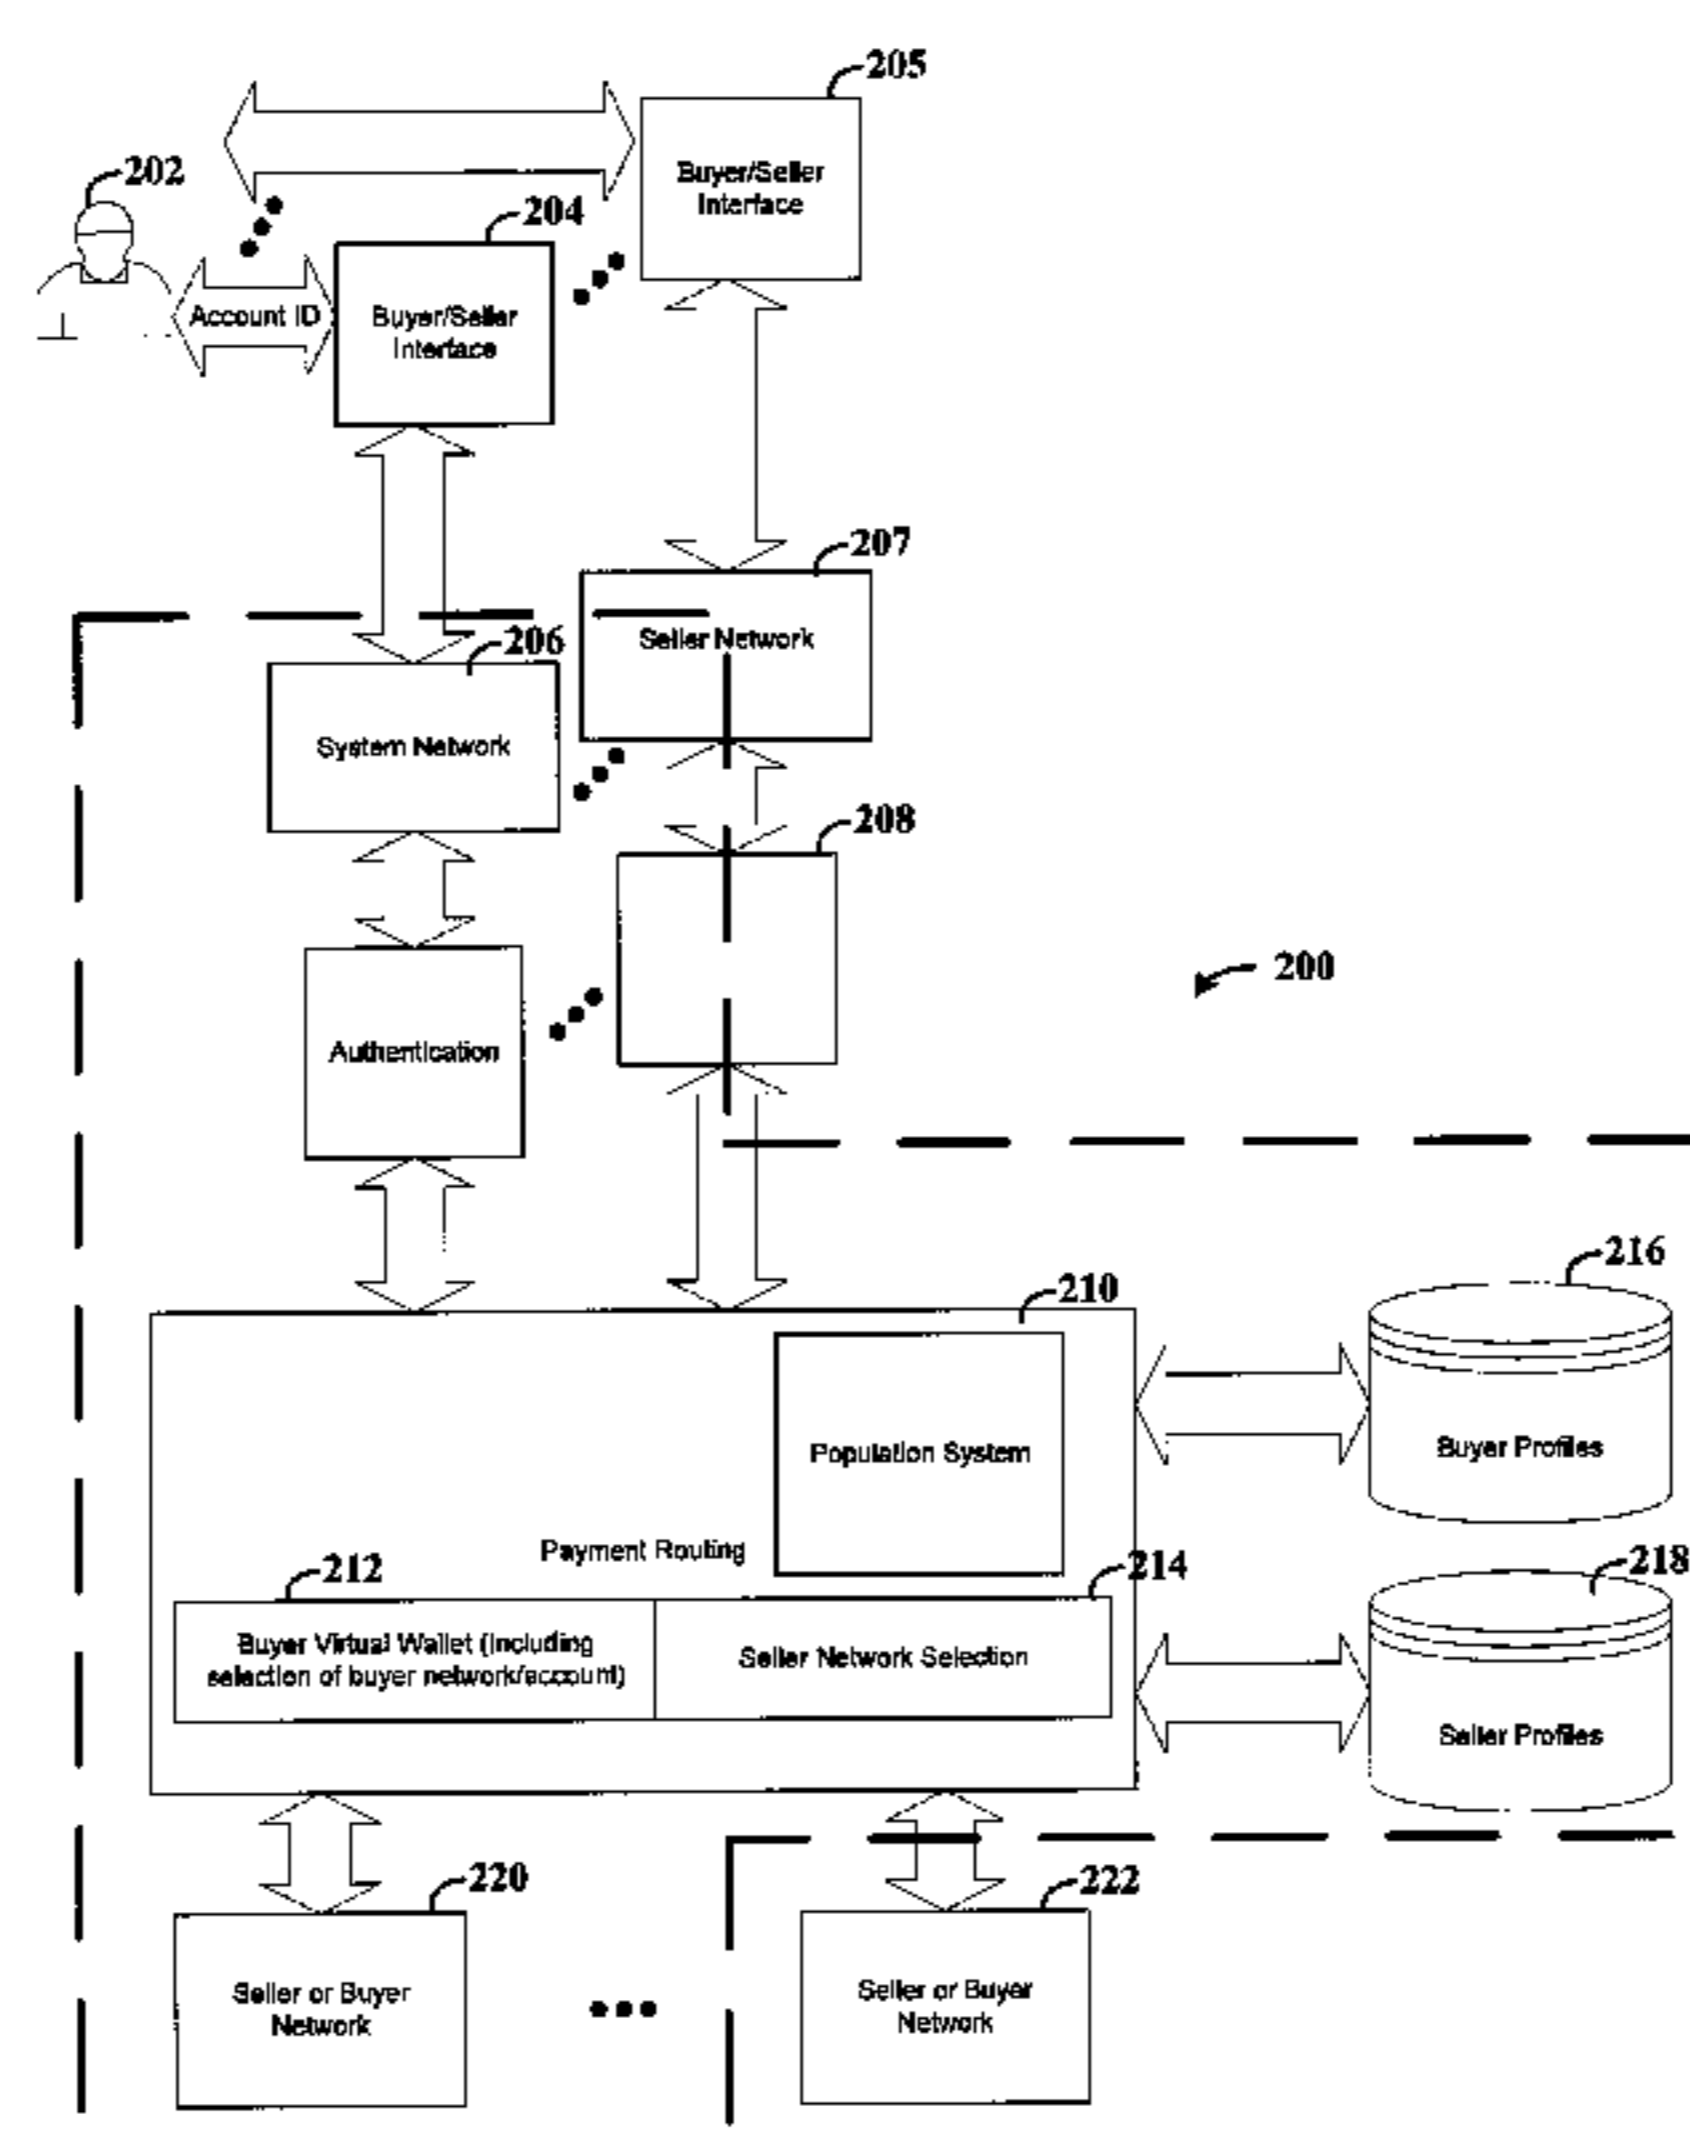 205
Buyer/Seller
Interface
202
204
Account ID
Buyer/Seller
Interface
207
Seller Network
206
System Network
208
200
Authentication
216
210
Population System
Buyer Profiles
Payment Routing
212
214
218
Buyer Virtual Wallet (including
selection of buyer network/account)
Seller Network Selection
Seller Profiles
220
222
Seller or Buyer
Network
Seller or Buyer
Network